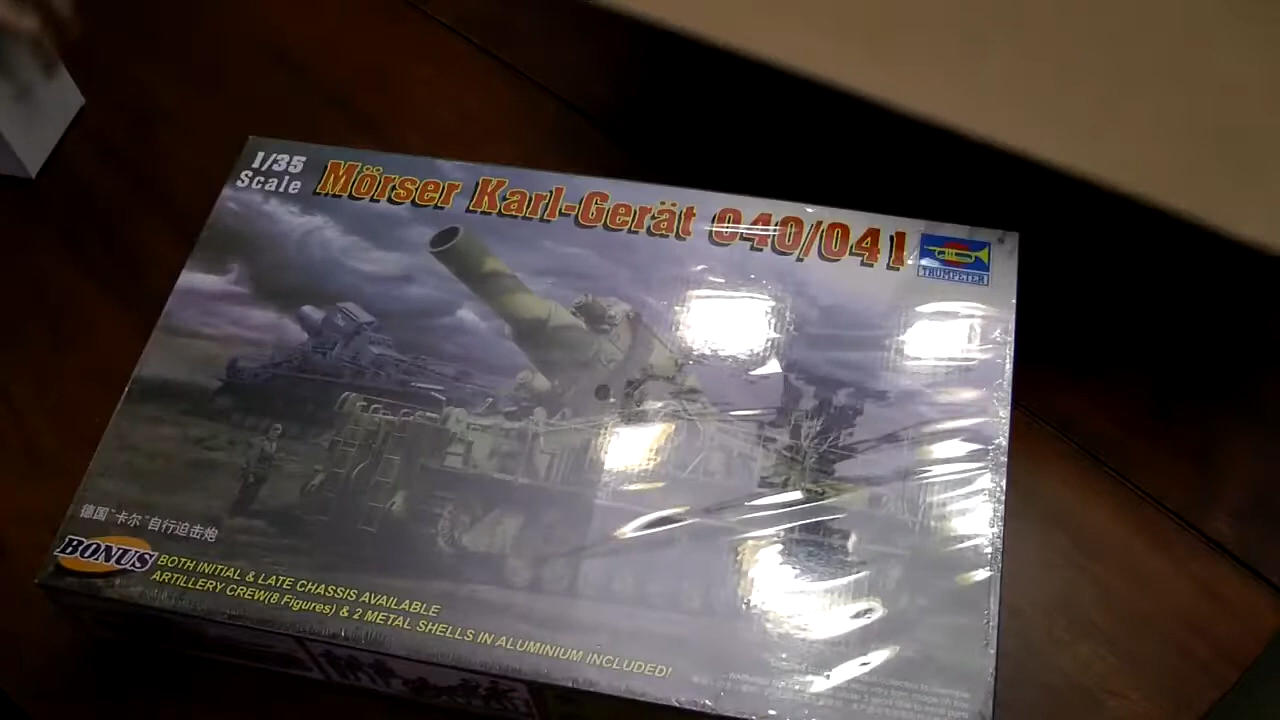 1/35
Scale
Mörser Karl-Gerät 040/041
TRUMPETER
德国"卡尔"自行迫击炮
BONUS
BOTH INITIAL & LATE CHASSIS AVAILABLE
ARTILLERY CREW(8 Figures) & 2 METAL SHELLS IN ALUMINIUM INCLUDED!